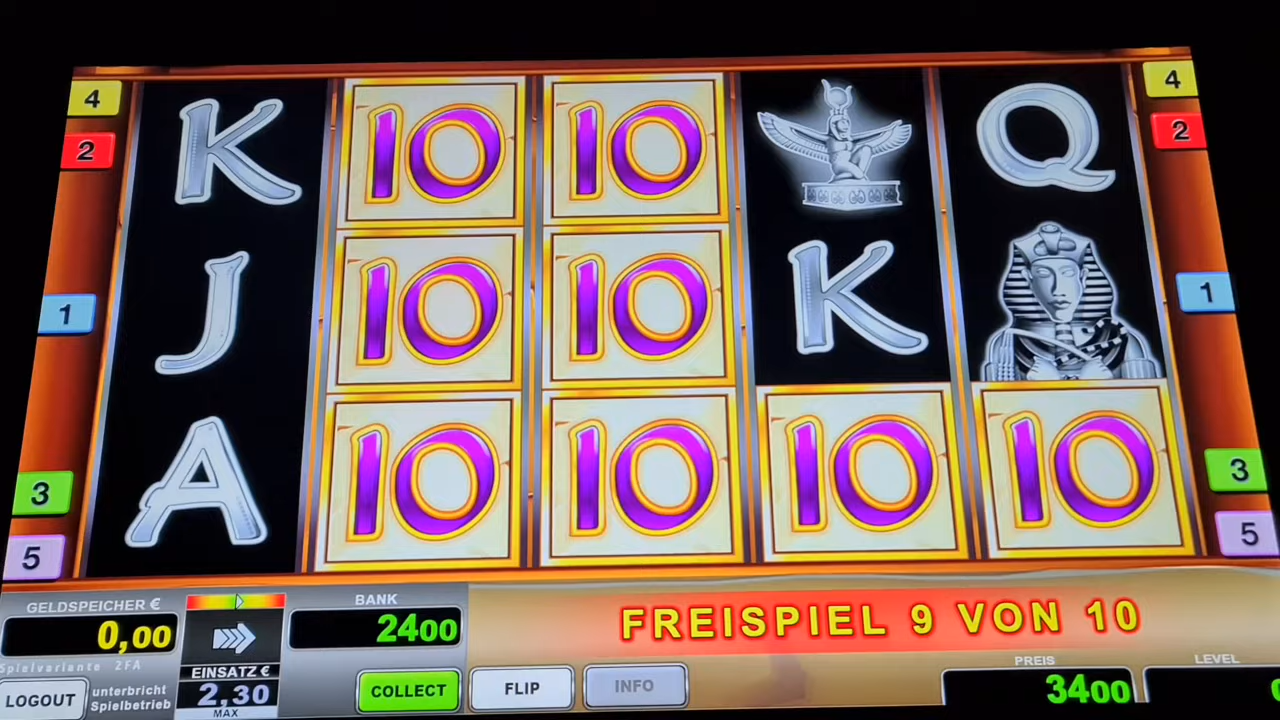 4 4
2 2
K 10 10 Q
1 1
J 10 10 K
3 3
A 10 10 10 10
5 5
GELDSPEICHER €
0,00
BANK
2400
FREISPIEL 9 VON 10
Spielvariante 2FA
EINSATZ €
2,30
MAX
LOGOUT
unterbricht
Spielbetrieb
COLLECT
FLIP
INFO
PREIS
3400
LEVEL